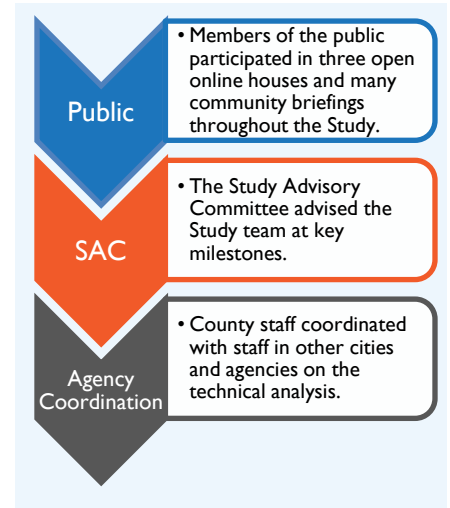 Public
• Members of the public
participated in three open
online houses and many
community briefings
throughout the Study.
SAC
• The Study Advisory
Committee advised the
Study team at key
milestones.
Agency
Coordination
• County staff coordinated
with staff in other cities
and agencies on the
technical analysis.